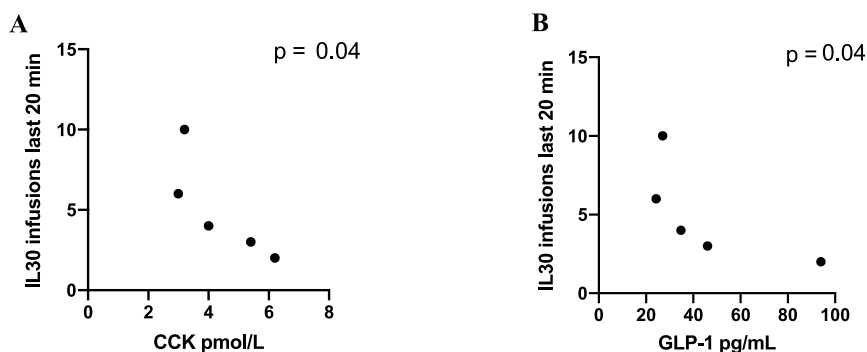 A
p = 0.04
IL30 infusions last 20 min
15
10
5
0
0 2 4 6 8
CCK pmol/L
B
p = 0.04
IL30 infusions last 20 min
15
10
5
0
0 20 40 60 80 100
GLP-1 pg/mL